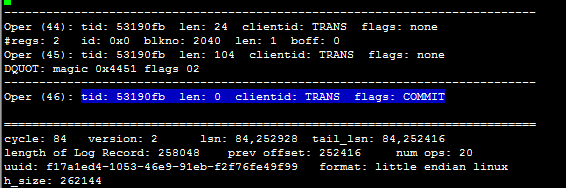 ----------------------------------------------------------------------------
Oper (44): tid: 53190fb  len: 24  clientid: TRANS  flags: none
#regs: 2   id: 0x0  blkno: 2040  len: 1  boff: 0
Oper (45): tid: 53190fb  len: 104  clientid: TRANS  flags: none
DQUOT: magic 0x4451 flags 02
----------------------------------------------------------------------------
Oper (46): tid: 53190fb  len: 0  clientid: TRANS  flags: COMMIT
============================================================================
cycle: 84   version: 2      lsn: 84,252928  tail_lsn: 84,252416
length of Log Record: 258048    prev offset: 252416     num ops: 20
uuid: f17a1ed4-1053-46e9-91eb-f2f76fe49f99   format: little endian linux
h_size: 262144